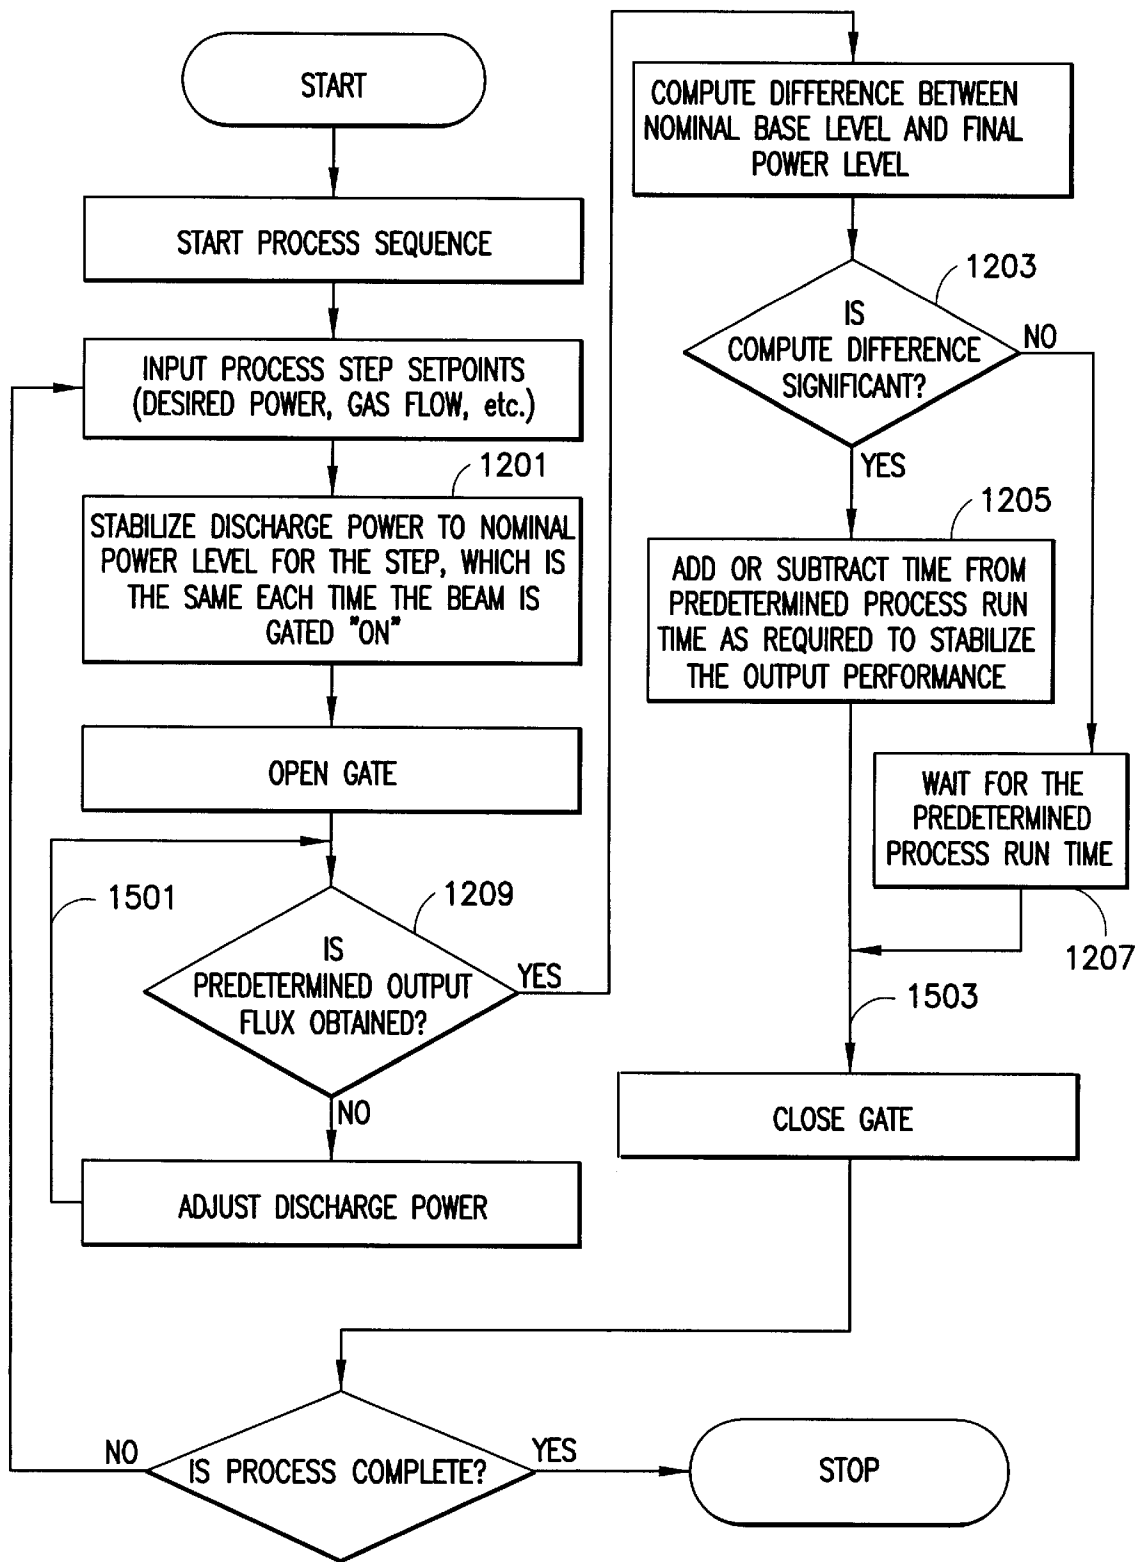 START
START PROCESS SEQUENCE
INPUT PROCESS STEP SETPOINTS
(DESIRED POWER, GAS FLOW, etc.)
1201
STABILIZE DISCHARGE POWER TO NOMINAL
POWER LEVEL FOR THE STEP, WHICH IS
THE SAME EACH TIME THE BEAM IS
GATED "ON"
OPEN GATE
1501
1209
IS
PREDETERMINED OUTPUT
FLUX OBTAINED?
YES
NO
ADJUST DISCHARGE POWER
COMPUTE DIFFERENCE BETWEEN
NOMINAL BASE LEVEL AND FINAL
POWER LEVEL
1203
IS
COMPUTE DIFFERENCE
SIGNIFICANT?
NO
YES
1205
ADD OR SUBTRACT TIME FROM
PREDETERMINED PROCESS RUN
TIME AS REQUIRED TO STABILIZE
THE OUTPUT PERFORMANCE
WAIT FOR THE
PREDETERMINED
PROCESS RUN TIME
1207
1503
CLOSE GATE
NO
IS PROCESS COMPLETE?
YES
STOP